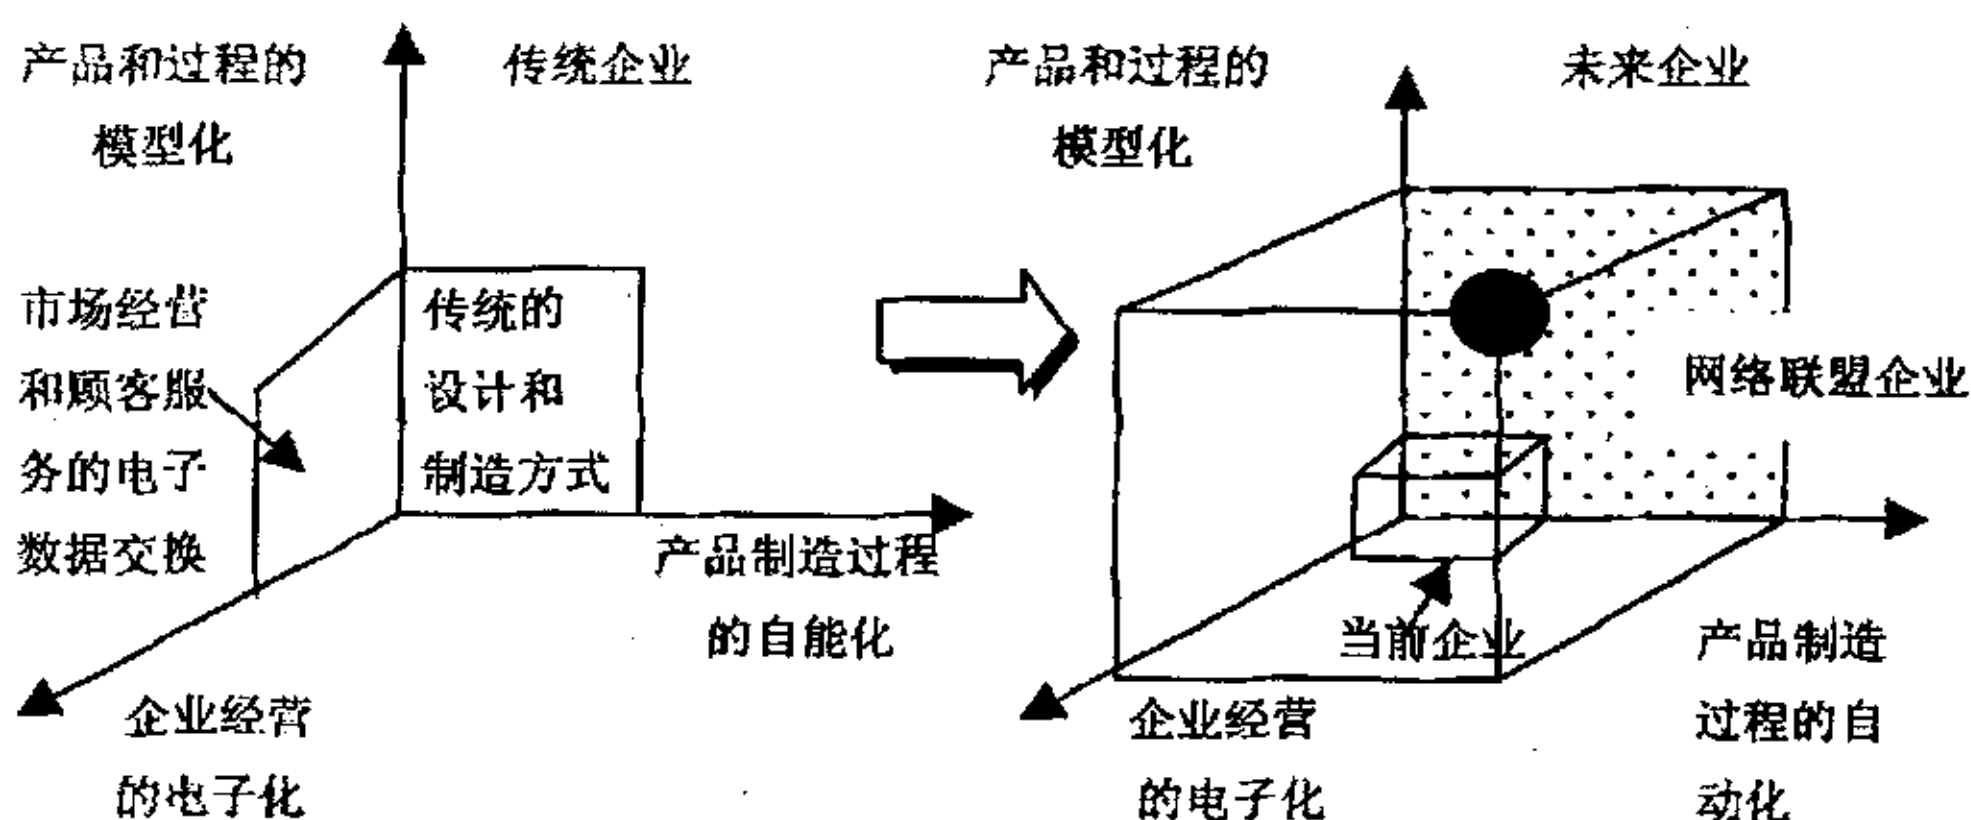 产品和过程的
模型化
传统企业
市场经营
和顾客服
务的电子
数据交换
传统的
设计和
制造方式
产品制造过程
的自能化
企业经营
的电子化
产品和过程的
模型化
未来企业
网络联盟企业
当前企业
企业经营
的电子化
产品制造
过程的自
动化